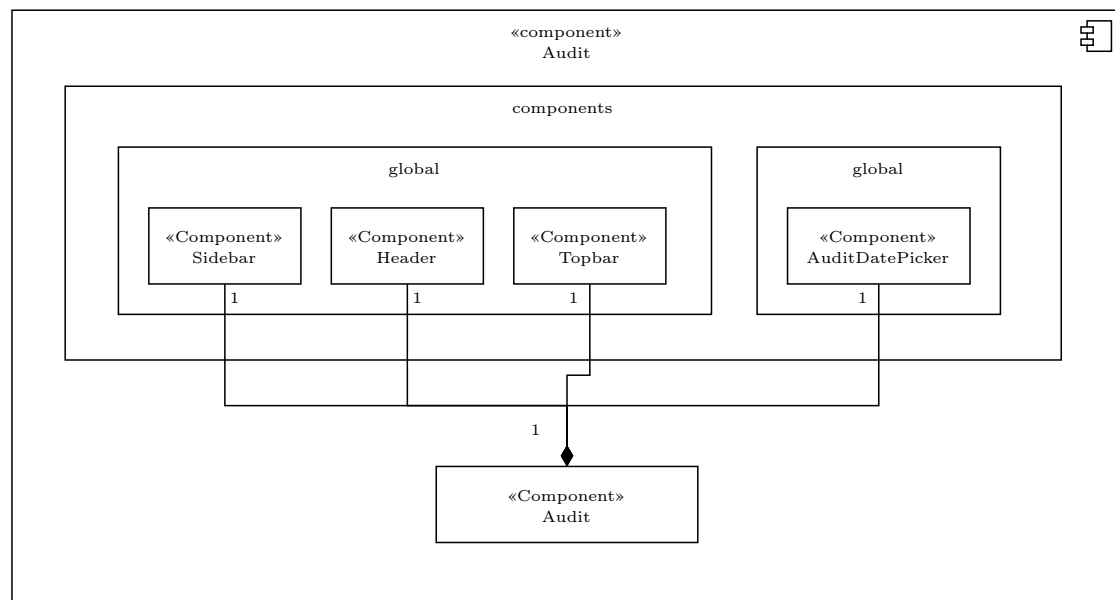 «component»
Audit
components
global
global
«Component»
Sidebar
«Component»
Header
«Component»
Topbar
«Component»
AuditDatePicker
1
1
1
1
1
«Component»
Audit